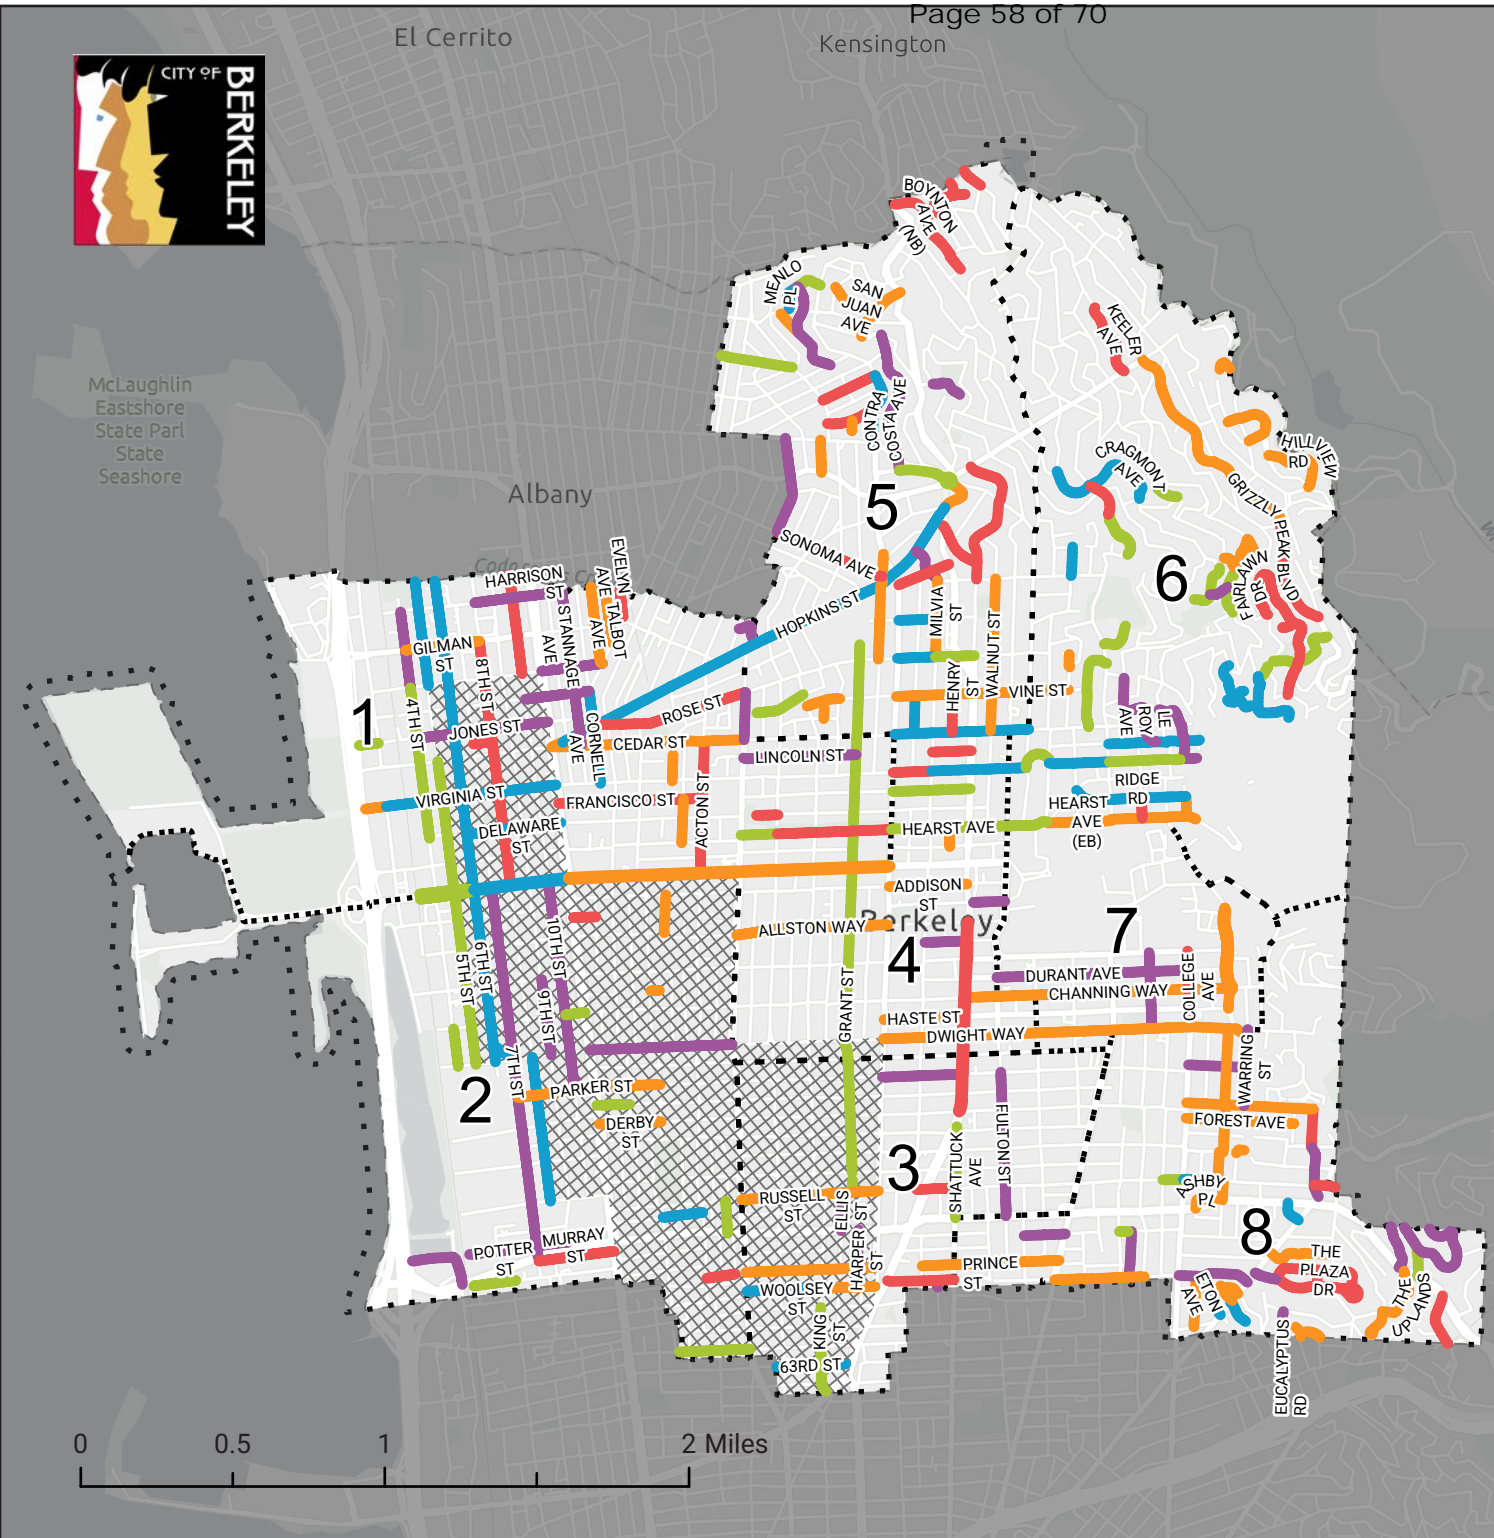 Page 58 of 70
El Cerrito
Kensington
CITY OF
BERKELEY
BOYNTON
AVE
(NB)
MENLO
PL
SAN
JUAN
AVE
KEELER
AVE
McLaughlin
Eastshore
State Parl
State
Seashore
CONTRA
COSTA AVE
CRAGMONT
AVE
HILLVIEW
RD
GRIZZLY PEAK BLVD
Albany
5
SONOMA AVE
EVELYN
AVE
TALBOT
AVE
HARRISON
ST
6
FAIRLAWN
DR
HOPKINS ST
MILVIA
ST
WALNUT ST
STANNAGE
AVE
GILMAN
ST
8TH ST
HENRY
ST
VINE ST
1
4TH ST
ROSE ST
LE
ROY
AVE
JONES ST
CORNELL
AVE
CEDAR ST
LINCOLN ST
RIDGE
RD
VIRGINIA ST
FRANCISCO ST
ACTON ST
HEARST
AVE
(EB)
DELAWARE
ST
HEARST AVE
ADDISON
ST
Berkeley
ALLSTON WAY
7
4
10TH ST
6TH ST
5TH ST
9TH ST
GRANT ST
DURANT AVE
COLLEGE
AVE
CHANNING WAY
HASTE ST
DWIGHT WAY
7TH ST
WARRING
ST
2
PARKER ST
DERBY
ST
FOREST AVE
FULTON ST
SHATTUCK
AVE
3
ASHBY
PL
RUSSELL
ST
ELLIS
ST
HARPER
ST
8
MURRAY
ST
POTTER
ST
PRINCE
ST
THE
PLAZA
DR
WOOLSEY
ST
ETON
AVE
THE
UPLANDS
KING
ST
63RD ST
EUCALYPTUS
RD
0 0.5 1 2 Miles